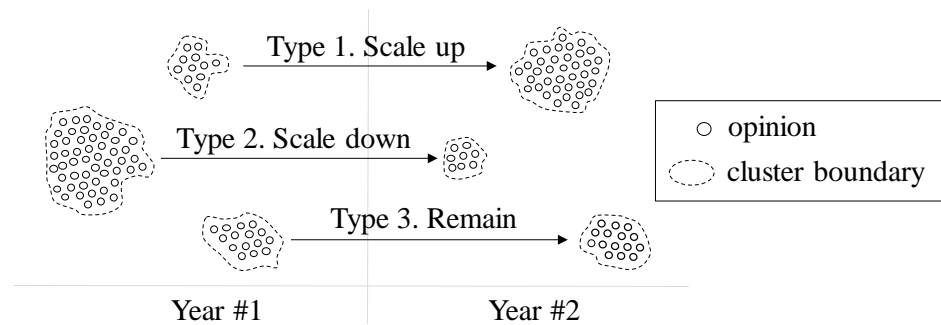 Type 1. Scale up
Type 2. Scale down
Type 3. Remain
Year #1
Year #2
opinion
cluster boundary